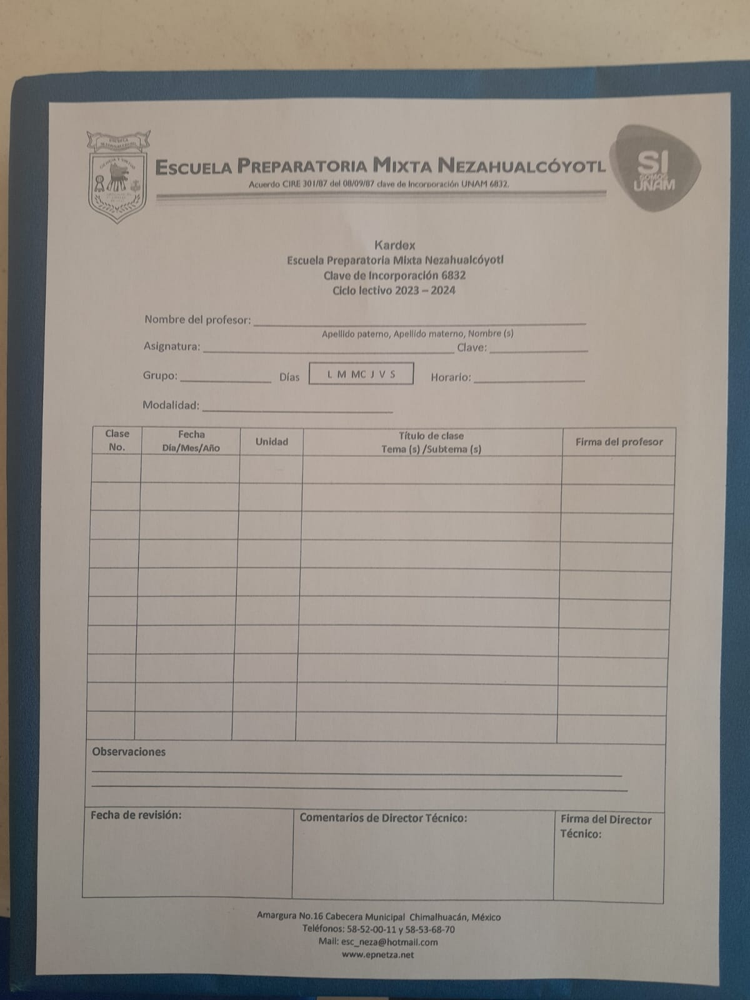 ESCUELA PREPARATORIA MIXTA NEZAHUALCÓYOTL
Acuerdo CIRE 301/87 del 08/09/87 clave de Incorporación UNAM 6832.
SI
SOMOS
UNAM
Kardex
Escuela Preparatoria Mixta Nezahualcóyotl
Clave de Incorporación 6832
Ciclo lectivo 2023 – 2024
Nombre del profesor:
Apellido paterno, Apellido materno, Nombre (s)
Asignatura: Clave:
Grupo: Días L M MC J V S Horario:
Modalidad:
Clase No. Fecha Día/Mes/Año Unidad Título de clase Tema (s) /Subtema (s) Firma del profesor
Observaciones
Fecha de revisión: Comentarios de Director Técnico: Firma del Director Técnico:
Amargura No.16 Cabecera Municipal Chimalhuacán, México
Teléfonos: 58-52-00-11 y 58-53-68-70
Mail: esc_neza@hotmail.com
www.epnetza.net